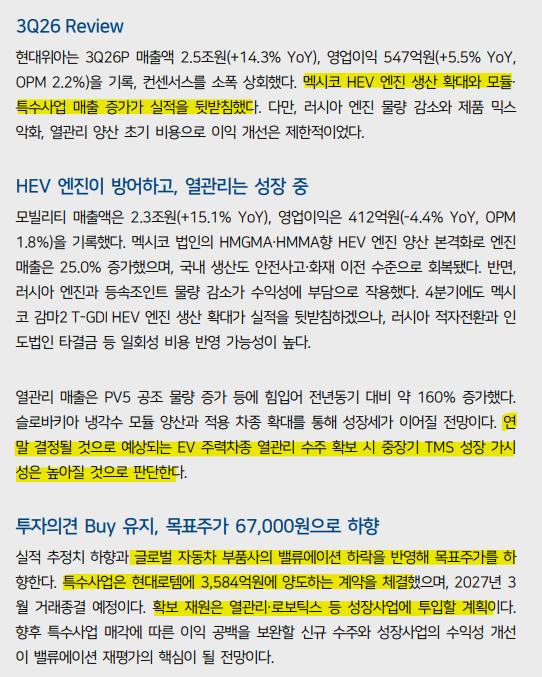 3Q26 Review
현대위아는 3Q26P 매출액 2.5조원(+14.3% YoY), 영업이익 547억원(+5.5% YoY,
OPM 2.2%)을 기록, 컨센서스를 소폭 상회했다. 멕시코 HEV 엔진 생산 확대와 모듈·
특수사업 매출 증가가 실적을 뒷받침했다. 다만, 러시아 엔진 물량 감소와 제품 믹스
악화, 열관리 양산 초기 비용으로 이익 개선은 제한적이었다.
HEV 엔진이 방어하고, 열관리는 성장 중
모빌리티 매출액은 2.3조원(+15.1% YoY), 영업이익은 412억원(-4.4% YoY, OPM
1.8%)을 기록했다. 멕시코 법인의 HMGMA·HMMA향 HEV 엔진 양산 본격화로 엔진
매출은 25.0% 증가했으며, 국내 생산도 안전사고·화재 이전 수준으로 회복됐다. 반면,
러시아 엔진과 등속조인트 물량 감소가 수익성에 부담으로 작용했다. 4분기에도 멕시
코 감마2 T-GDI HEV 엔진 생산 확대가 실적을 뒷받침하겠으나, 러시아 적자전환과 인
도법인 타결금 등 일회성 비용 반영 가능성이 높다.
열관리 매출은 PV5 공조 물량 증가 등에 힘입어 전년동기 대비 약 160% 증가했다.
슬로바키아 냉각수 모듈 양산과 적용 차종 확대를 통해 성장세가 이어질 전망이다. 연
말 결정될 것으로 예상되는 EV 주력차종 열관리 수주 확보 시 중장기 TMS 성장 가시
성은 높아질 것으로 판단한다.
투자의견 Buy 유지, 목표주가 67,000원으로 하향
실적 추정치 하향과 글로벌 자동차 부품사의 밸류에이션 하락을 반영해 목표주가를 하
향한다. 특수사업은 현대로템에 3,584억원에 양도하는 계약을 체결했으며, 2027년 3
월 거래종결 예정이다. 확보 재원은 열관리·로보틱스 등 성장사업에 투입할 계획이다.
향후 특수사업 매각에 따른 이익 공백을 보완할 신규 수주와 성장사업의 수익성 개선
이 밸류에이션 재평가의 핵심이 될 전망이다.